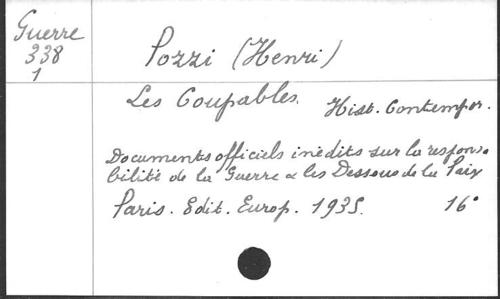 Guerre
338
1
Pozzi (Henri)
Les Coupables. Hist. Contempor.
Documents officiels inédits sur la responsa
bilité de la Guerre & les Dessous de la Paix
Paris. Edit. Europ. 1935. 16°